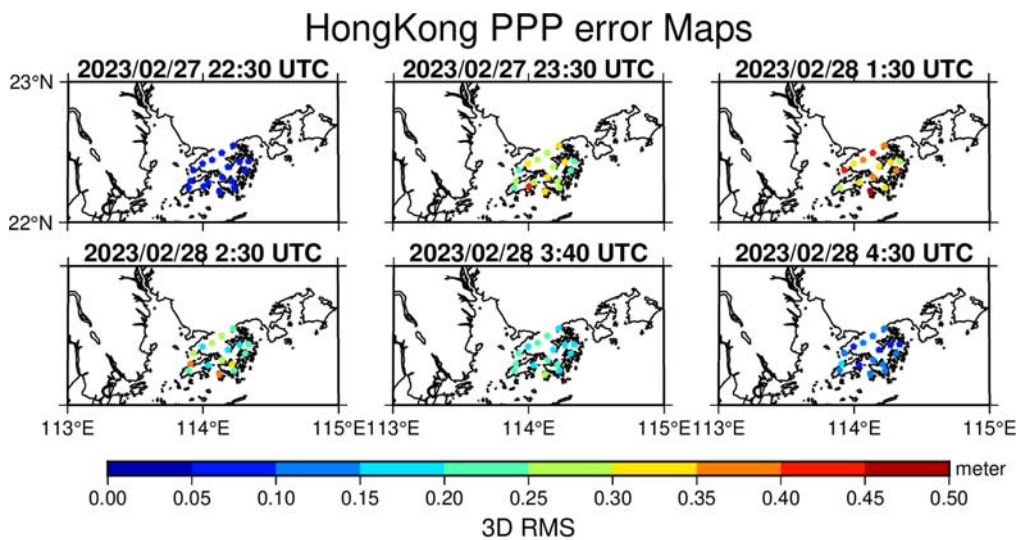 HongKong PPP error Maps
2023/02/27 22:30 UTC 2023/02/27 23:30 UTC 2023/02/28 1:30 UTC
23°N
22°N
2023/02/28 2:30 UTC 2023/02/28 3:40 UTC 2023/02/28 4:30 UTC
113°E 114°E 115°E 113°E 114°E 115°E 113°E 114°E 115°E
meter
0.00 0.05 0.10 0.15 0.20 0.25 0.30 0.35 0.40 0.45 0.50
3D RMS